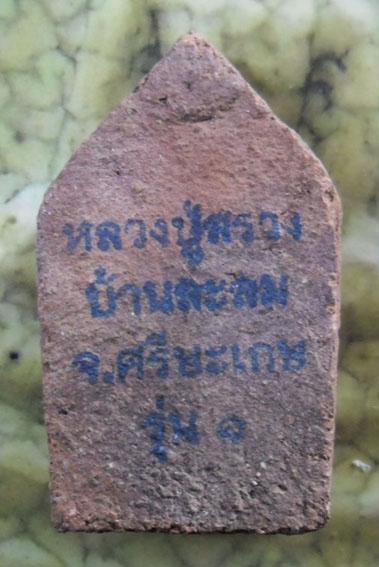 หลวงปู่สรวง
บ้านละลม
จ.ศรีษะเกษ
รุ่น ๑